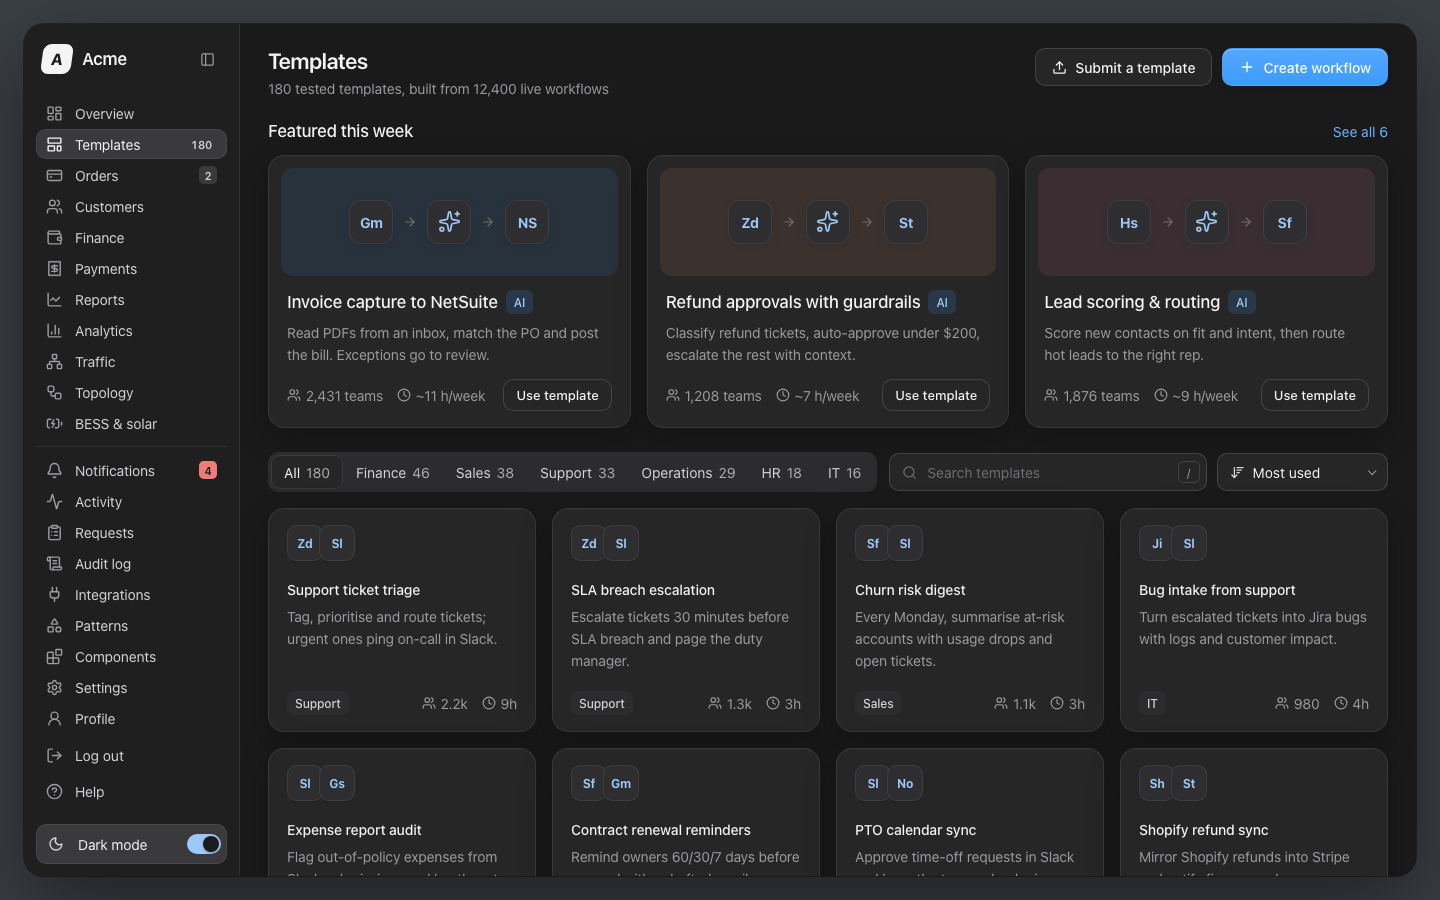 A Acme
Overview
Templates 180
Orders 2
Customers
Finance
Payments
Reports
Analytics
Traffic
Topology
BESS & solar
Notifications 4
Activity
Requests
Audit log
Integrations
Patterns
Components
Settings
Profile
Log out
Help
Dark mode
Templates
180 tested templates, built from 12,400 live workflows
Submit a template
Create workflow
Featured this week
See all 6
Gm NS
Invoice capture to NetSuite AI
Read PDFs from an inbox, match the PO and post
the bill. Exceptions go to review.
2,431 teams ~11 h/week Use template
Zd St
Refund approvals with guardrails AI
Classify refund tickets, auto-approve under $200,
escalate the rest with context.
1,208 teams ~7 h/week Use template
Hs Sf
Lead scoring & routing AI
Score new contacts on fit and intent, then route
hot leads to the right rep.
1,876 teams ~9 h/week Use template
All 180 Finance 46 Sales 38 Support 33 Operations 29 HR 18 IT 16
Search templates /
Most used
Zd Sl
Support ticket triage
Tag, prioritise and route tickets;
urgent ones ping on-call in Slack.
Support 2.2k 9h
Zd Sl
SLA breach escalation
Escalate tickets 30 minutes before
SLA breach and page the duty
manager.
Support 1.3k 3h
Sf Sl
Churn risk digest
Every Monday, summarise at-risk
accounts with usage drops and
open tickets.
Sales 1.1k 3h
Ji Sl
Bug intake from support
Turn escalated tickets into Jira bugs
with logs and customer impact.
IT 980 4h
Sl Gs
Expense report audit
Flag out-of-policy expenses from
Sf Gm
Contract renewal reminders
Remind owners 60/30/7 days before
Sl No
PTO calendar sync
Approve time-off requests in Slack
Sh St
Shopify refund sync
Mirror Shopify refunds into Stripe